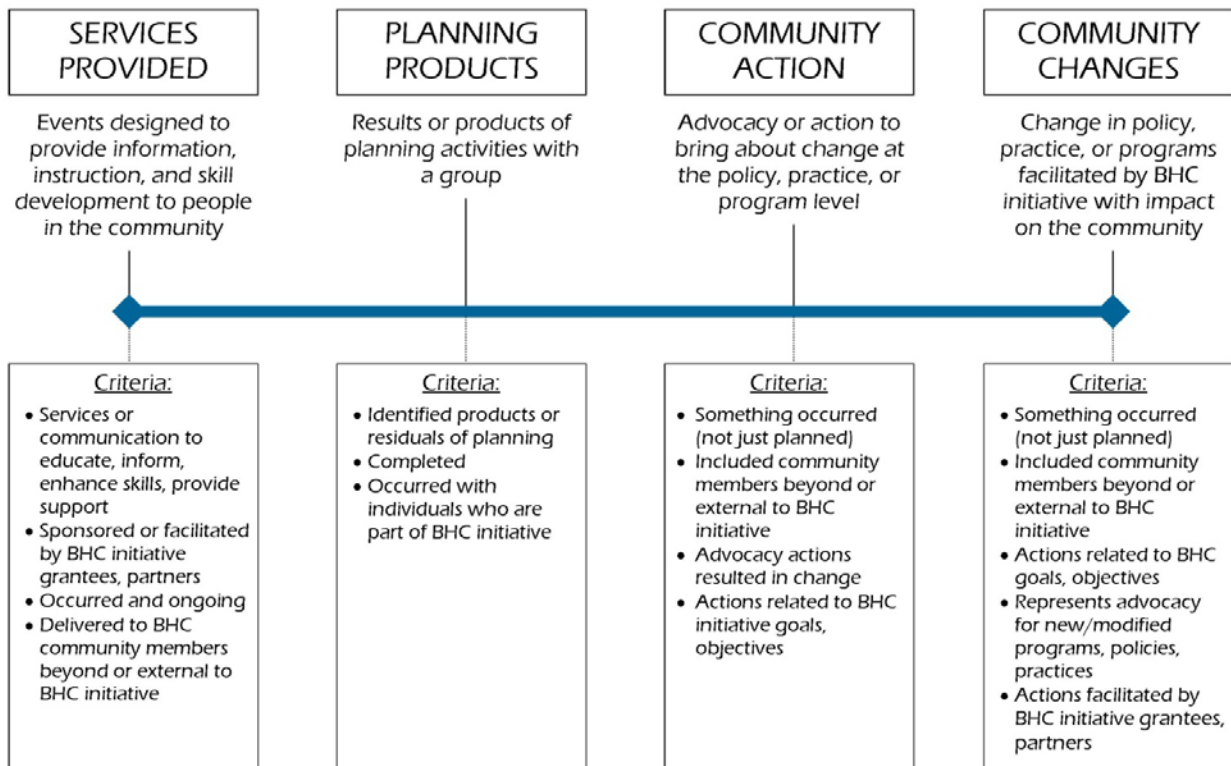 SERVICES
PROVIDED
Events designed to
provide information,
instruction, and skill
development to people
in the community
Criteria:
• Services or
communication to
educate, inform,
enhance skills, provide
support
• Sponsored or facilitated
by BHC initiative
grantees, partners
• Occurred and ongoing
• Delivered to BHC
community members
beyond or external to
BHC initiative
PLANNING
PRODUCTS
Results or products of
planning activities with
a group
Criteria:
• Identified products or
residuals of planning
• Completed
• Occurred with
individuals who are
part of BHC initiative
COMMUNITY
ACTION
Advocacy or action to
bring about change at
the policy, practice, or
program level
Criteria:
• Something occurred
(not just planned)
• Included community
members beyond or
external to BHC
initiative
• Advocacy actions
resulted in change
• Actions related to BHC
initiative goals,
objectives
COMMUNITY
CHANGES
Change in policy,
practice, or programs
facilitated by BHC
initiative with impact
on the community
Criteria:
• Something occurred
(not just planned)
• Included community
members beyond or
external to BHC
initiative
• Actions related to BHC
goals, objectives
• Represents advocacy
for new/modified
programs, policies,
practices
• Actions facilitated by
BHC initiative grantees,
partners